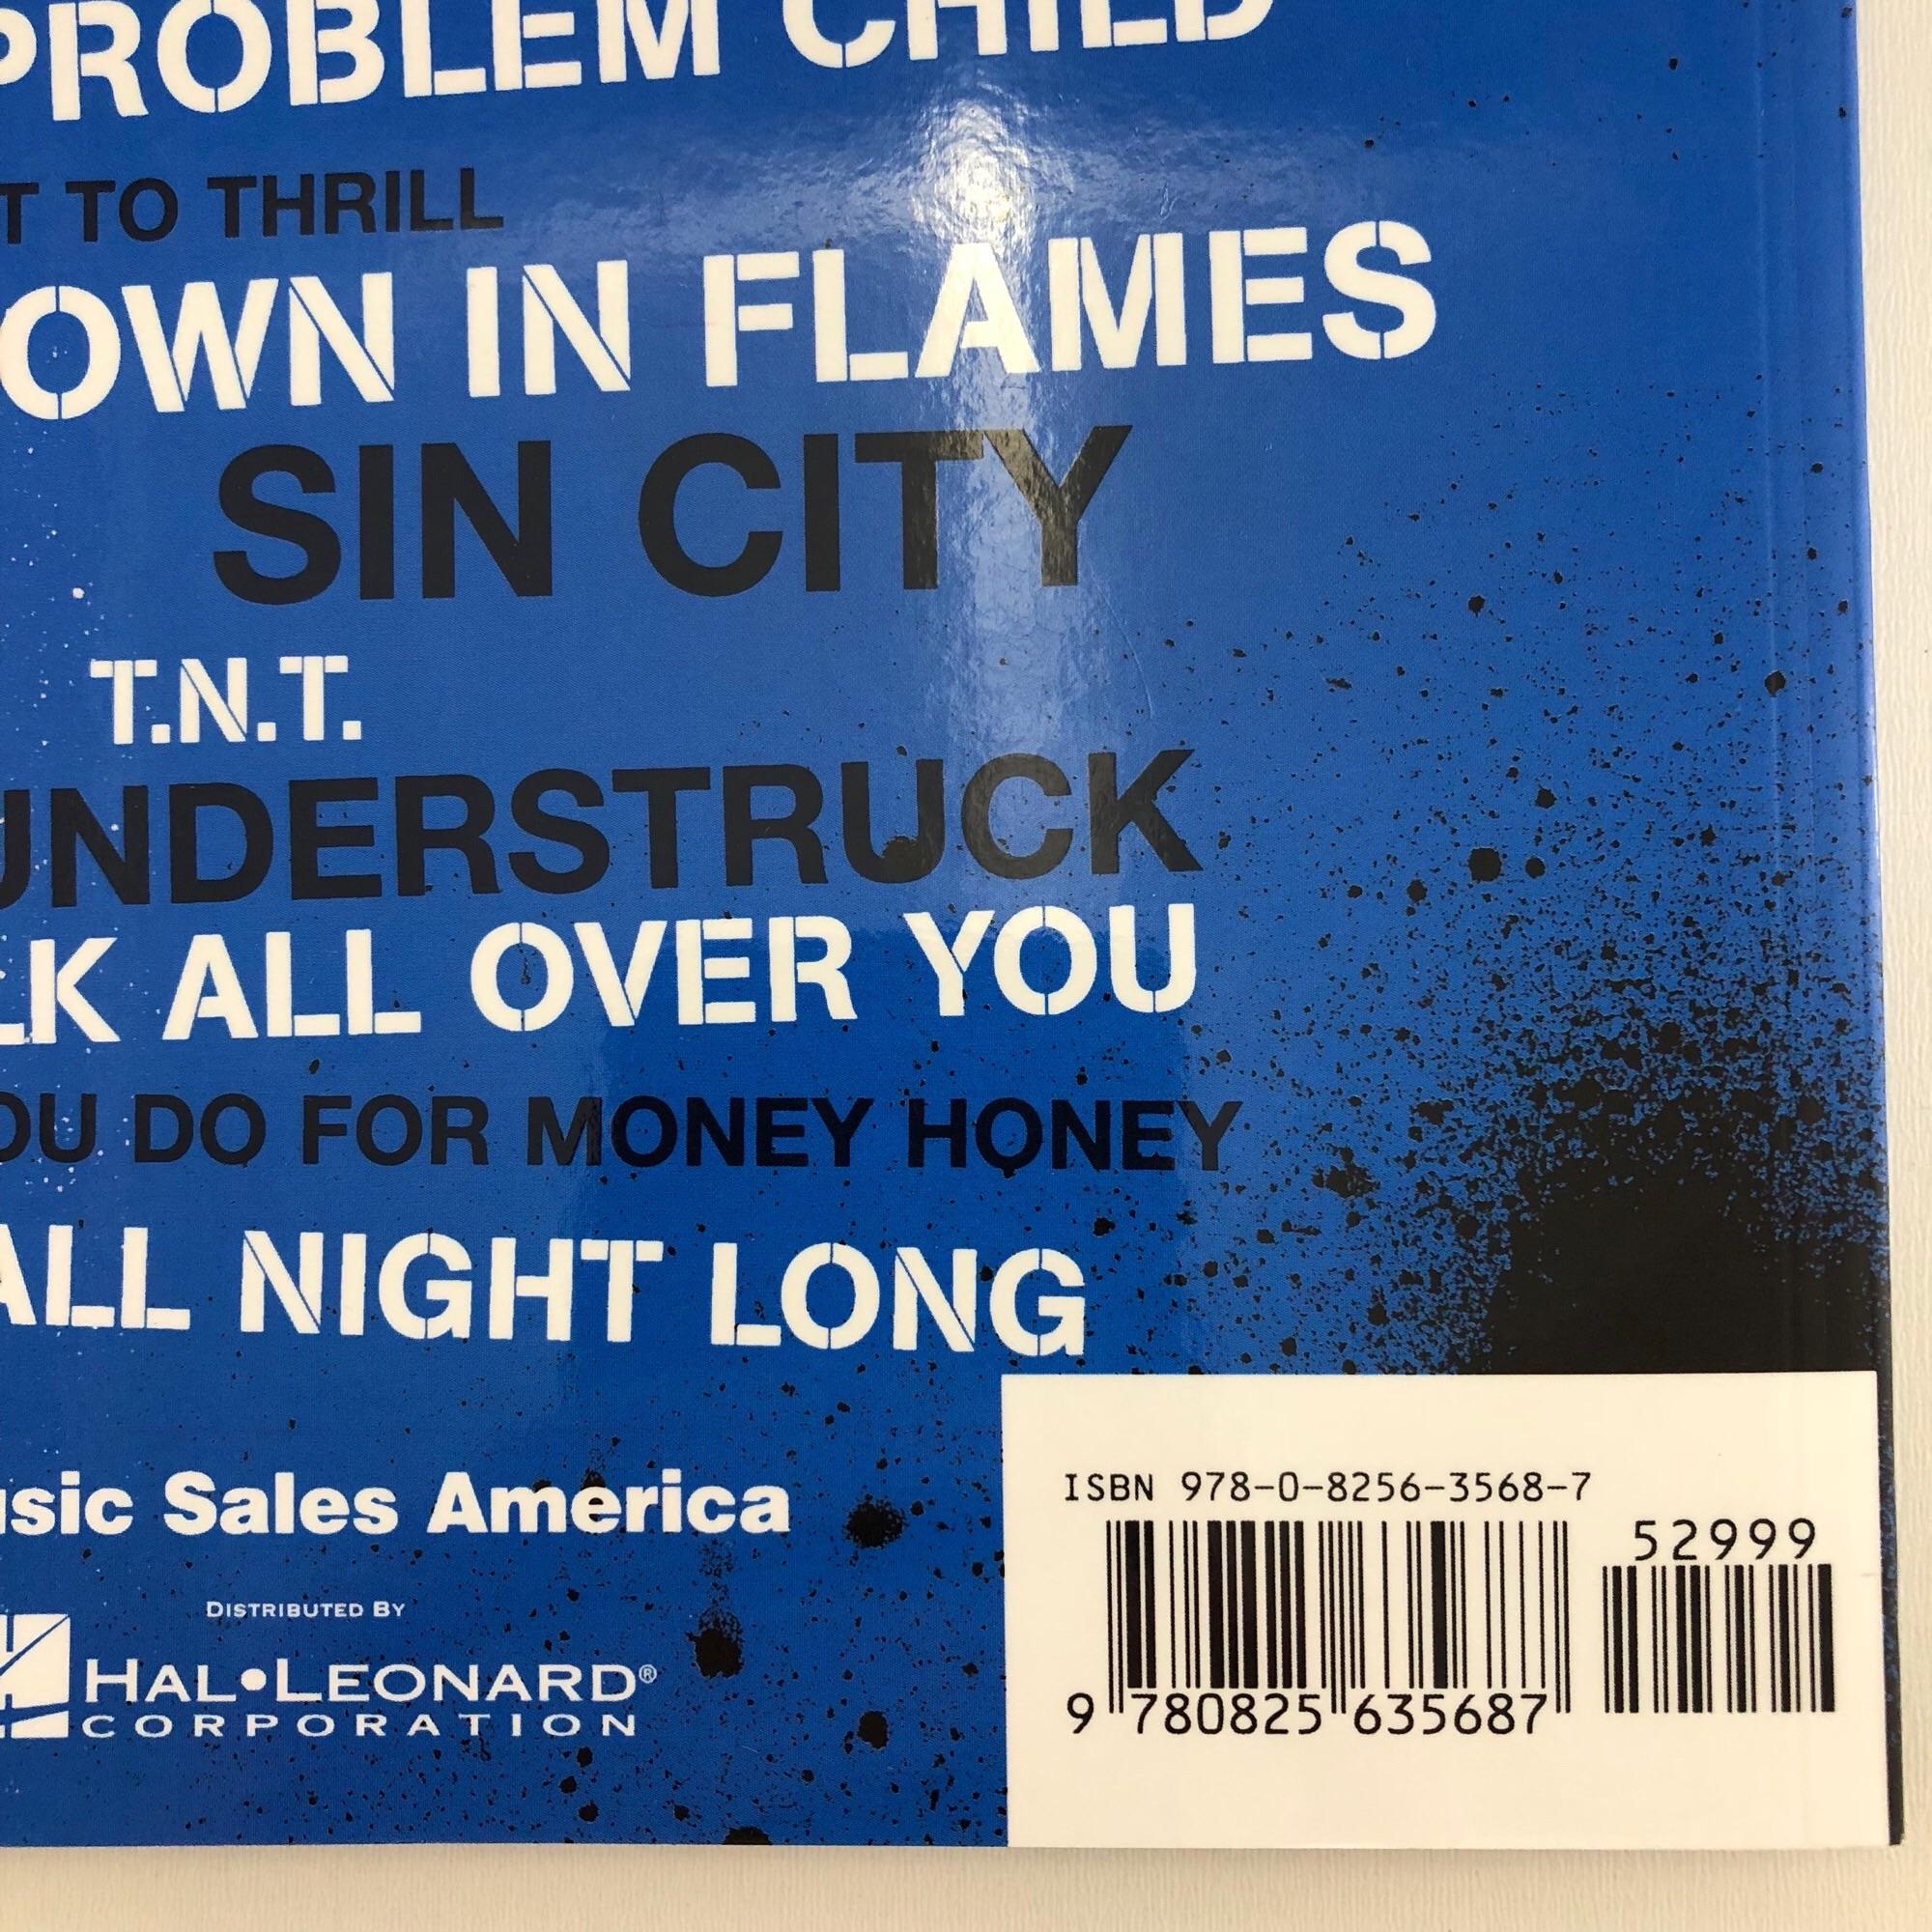 PROBLEM CHILD
T TO THRILL
OWN IN FLAMES
SIN CITY
T.N.T.
UNDERSTRUCK
LK ALL OVER YOU
OU DO FOR MONEY HONEY
ALL NIGHT LONG
usic Sales America
DISTRIBUTED BY
HAL•LEONARD®
CORPORATION
ISBN 978-0-8256-3568-7
52999
9 780825 635687